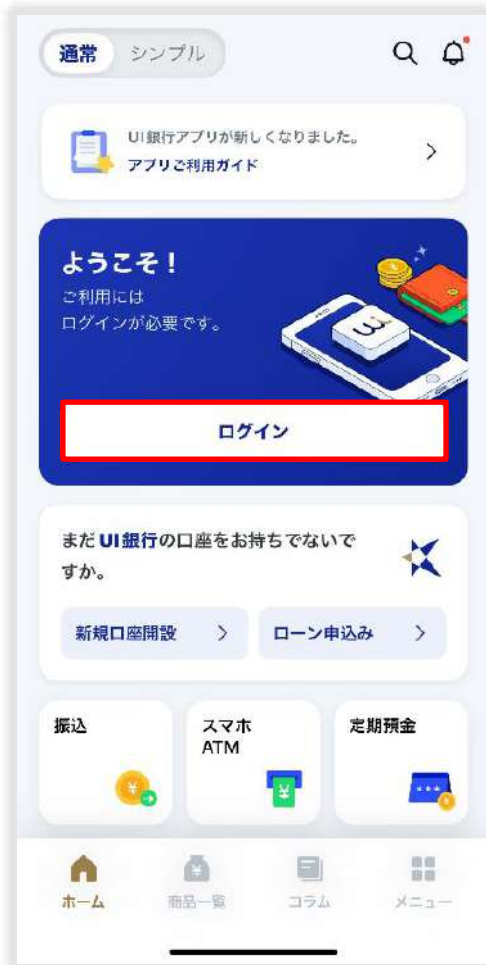 通常 シンプル
UI銀行アプリが新しくなりました。
アプリご利用ガイド
ようこそ!
ご利用には
ログインが必要です。
ui
ログイン
まだUI銀行の口座をお持ちでないで
すか。
新規口座開設 ローン申込み
振込 スマホ 定期預金
ATM
ホーム 商品一覧 コラム メニュー